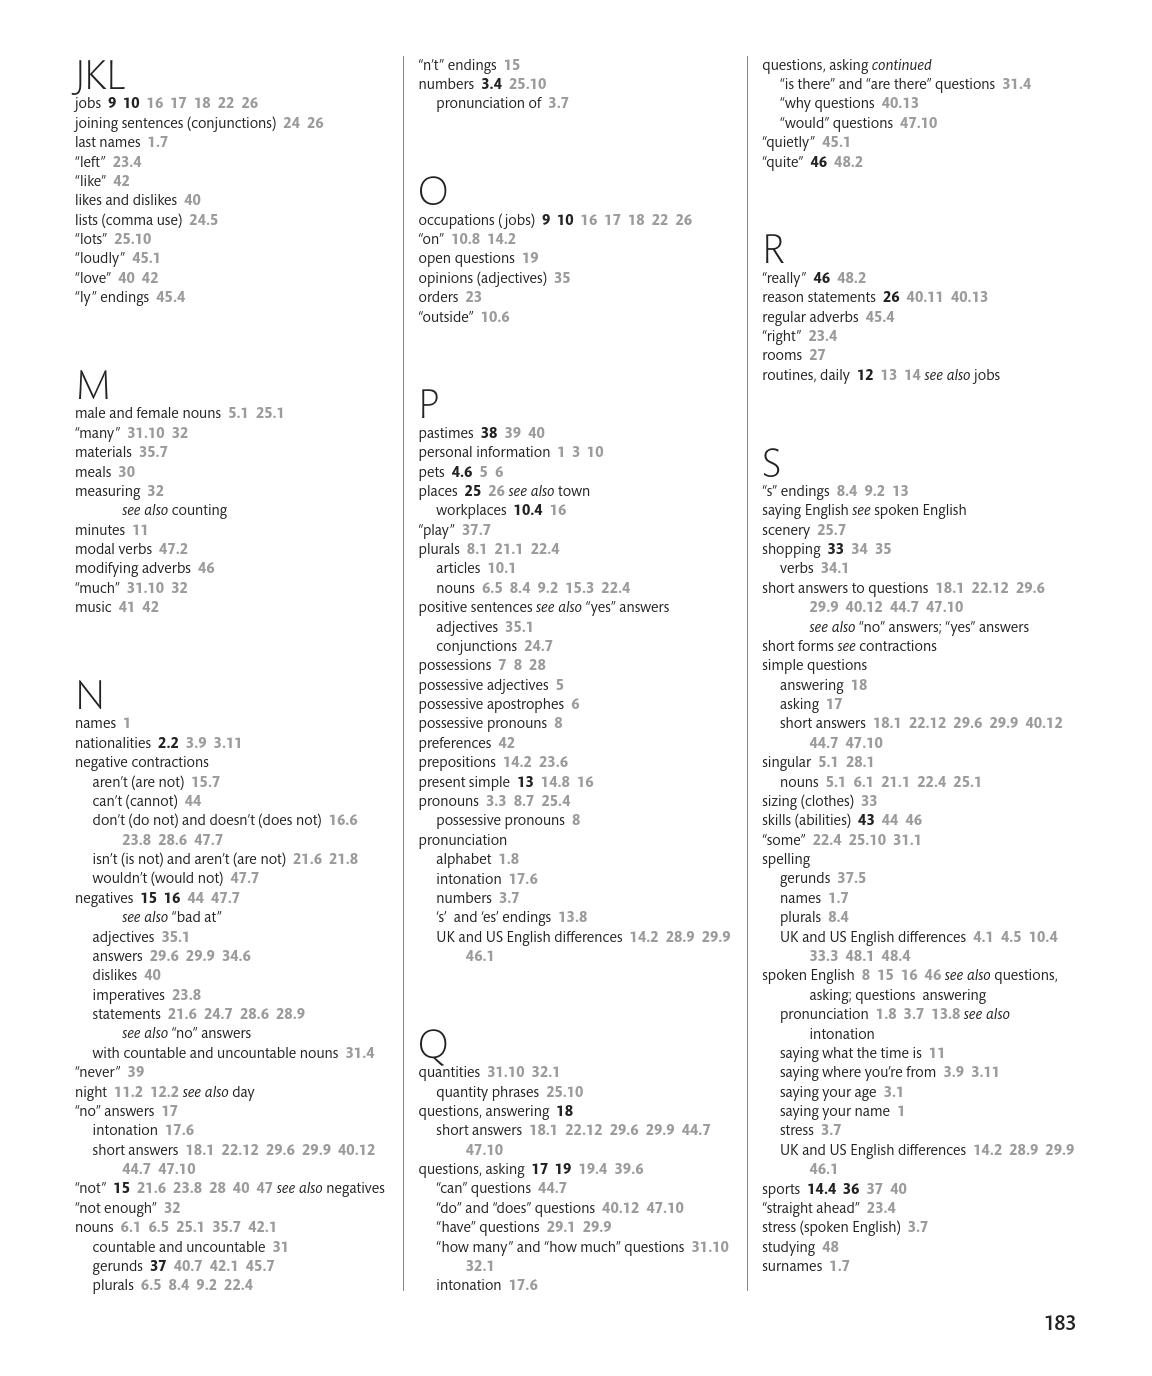 JKL
jobs 9 10 16 17 18 22 26
joining sentences (conjunctions) 24 26
last names 1.7
“left” 23.4
“like” 42
likes and dislikes 40
lists (comma use) 24.5
“lots” 25.10
“loudly” 45.1
“love” 40 42
“ly” endings 45.4
M
male and female nouns 5.1 25.1
“many” 31.10 32
materials 35.7
meals 30
measuring 32
see also counting
minutes 11
modal verbs 47.2
modifying adverbs 46
“much” 31.10 32
music 41 42
N
names 1
nationalities 2.2 3.9 3.11
negative contractions
aren’t (are not) 15.7
can’t (cannot) 44
don’t (do not) and doesn’t (does not) 16.6
23.8 28.6 47.7
isn’t (is not) and aren’t (are not) 21.6 21.8
wouldn’t (would not) 47.7
negatives 15 16 44 47.7
see also “bad at”
adjectives 35.1
answers 29.6 29.9 34.6
dislikes 40
imperatives 23.8
statements 21.6 24.7 28.6 28.9
see also “no” answers
with countable and uncountable nouns 31.4
“never” 39
night 11.2 12.2 see also day
“no” answers 17
intonation 17.6
short answers 18.1 22.12 29.6 29.9 40.12
44.7 47.10
“not” 15 21.6 23.8 28 40 47 see also negatives
“not enough” 32
nouns 6.1 6.5 25.1 35.7 42.1
countable and uncountable 31
gerunds 37 40.7 42.1 45.7
plurals 6.5 8.4 9.2 22.4
“n’t” endings 15
numbers 3.4 25.10
pronunciation of 3.7
O
occupations (jobs) 9 10 16 17 18 22 26
“on” 10.8 14.2
open questions 19
opinions (adjectives) 35
orders 23
“outside” 10.6
P
pastimes 38 39 40
personal information 1 3 10
pets 4.6 5 6
places 25 26 see also town
workplaces 10.4 16
“play” 37.7
plurals 8.1 21.1 22.4
articles 10.1
nouns 6.5 8.4 9.2 15.3 22.4
positive sentences see also “yes” answers
adjectives 35.1
conjunctions 24.7
possessions 7 8 28
possessive adjectives 5
possessive apostrophes 6
possessive pronouns 8
preferences 42
prepositions 14.2 23.6
present simple 13 14.8 16
pronouns 3.3 8.7 25.4
possessive pronouns 8
pronunciation
alphabet 1.8
intonation 17.6
numbers 3.7
‘s’ and ‘es’ endings 13.8
UK and US English differences 14.2 28.9 29.9
46.1
Q
quantities 31.10 32.1
quantity phrases 25.10
questions, answering 18
short answers 18.1 22.12 29.6 29.9 44.7
47.10
questions, asking 17 19 19.4 39.6
“can” questions 44.7
“do” and “does” questions 40.12 47.10
“have” questions 29.1 29.9
“how many” and “how much” questions 31.10
32.1
intonation 17.6
questions, asking continued
“is there” and “are there” questions 31.4
“why questions 40.13
“would” questions 47.10
“quietly” 45.1
“quite” 46 48.2
R
“really” 46 48.2
reason statements 26 40.11 40.13
regular adverbs 45.4
“right” 23.4
rooms 27
routines, daily 12 13 14 see also jobs
S
“s” endings 8.4 9.2 13
saying English see spoken English
scenery 25.7
shopping 33 34 35
verbs 34.1
short answers to questions 18.1 22.12 29.6
29.9 40.12 44.7 47.10
see also “no” answers; “yes” answers
short forms see contractions
simple questions
answering 18
asking 17
short answers 18.1 22.12 29.6 29.9 40.12
44.7 47.10
singular 5.1 28.1
nouns 5.1 6.1 21.1 22.4 25.1
sizing (clothes) 33
skills (abilities) 43 44 46
“some” 22.4 25.10 31.1
spelling
gerunds 37.5
names 1.7
plurals 8.4
UK and US English differences 4.1 4.5 10.4
33.3 48.1 48.4
spoken English 8 15 16 46 see also questions,
asking; questions answering
pronunciation 1.8 3.7 13.8 see also
intonation
saying what the time is 11
saying where you’re from 3.9 3.11
saying your age 3.1
saying your name 1
stress 3.7
UK and US English differences 14.2 28.9 29.9
46.1
sports 14.4 36 37 40
“straight ahead” 23.4
stress (spoken English) 3.7
studying 48
surnames 1.7
183